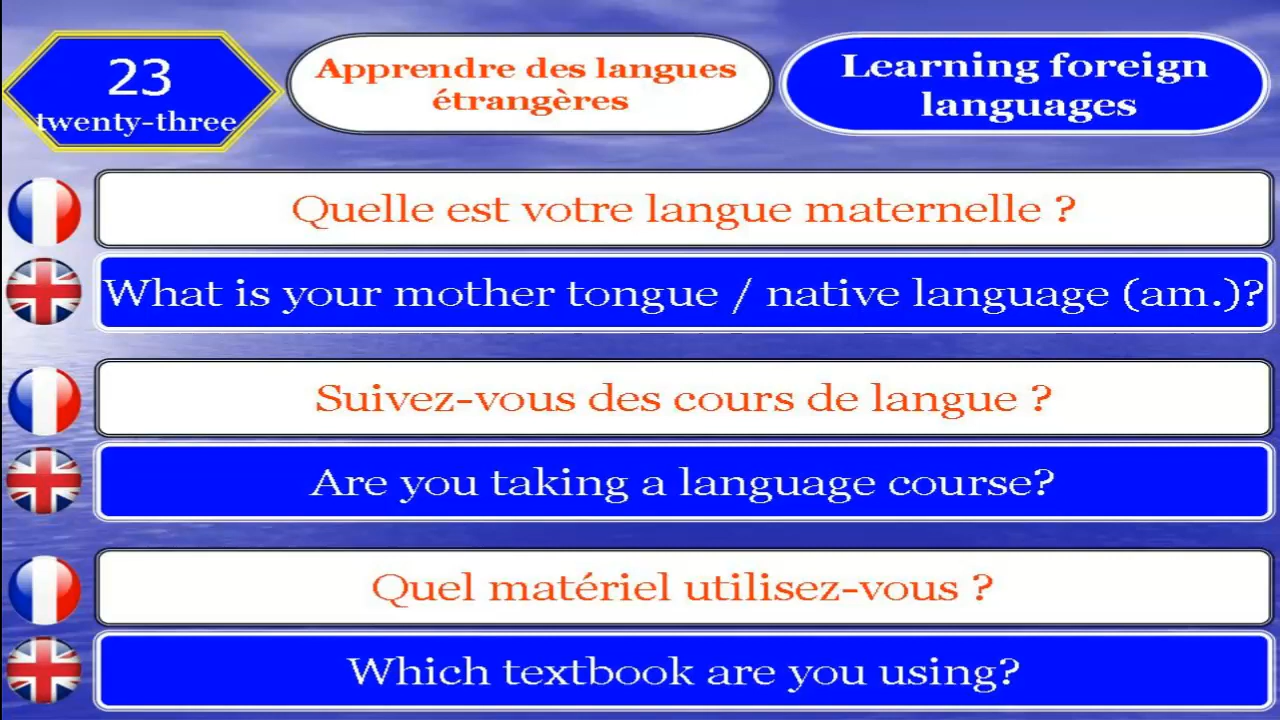 23
twenty-three
Apprendre des langues
étrangères
Learning foreign
languages
Quelle est votre langue maternelle ?
What is your mother tongue / native language (am.)?
Suivez-vous des cours de langue ?
Are you taking a language course?
Quel matériel utilisez-vous ?
Which textbook are you using?